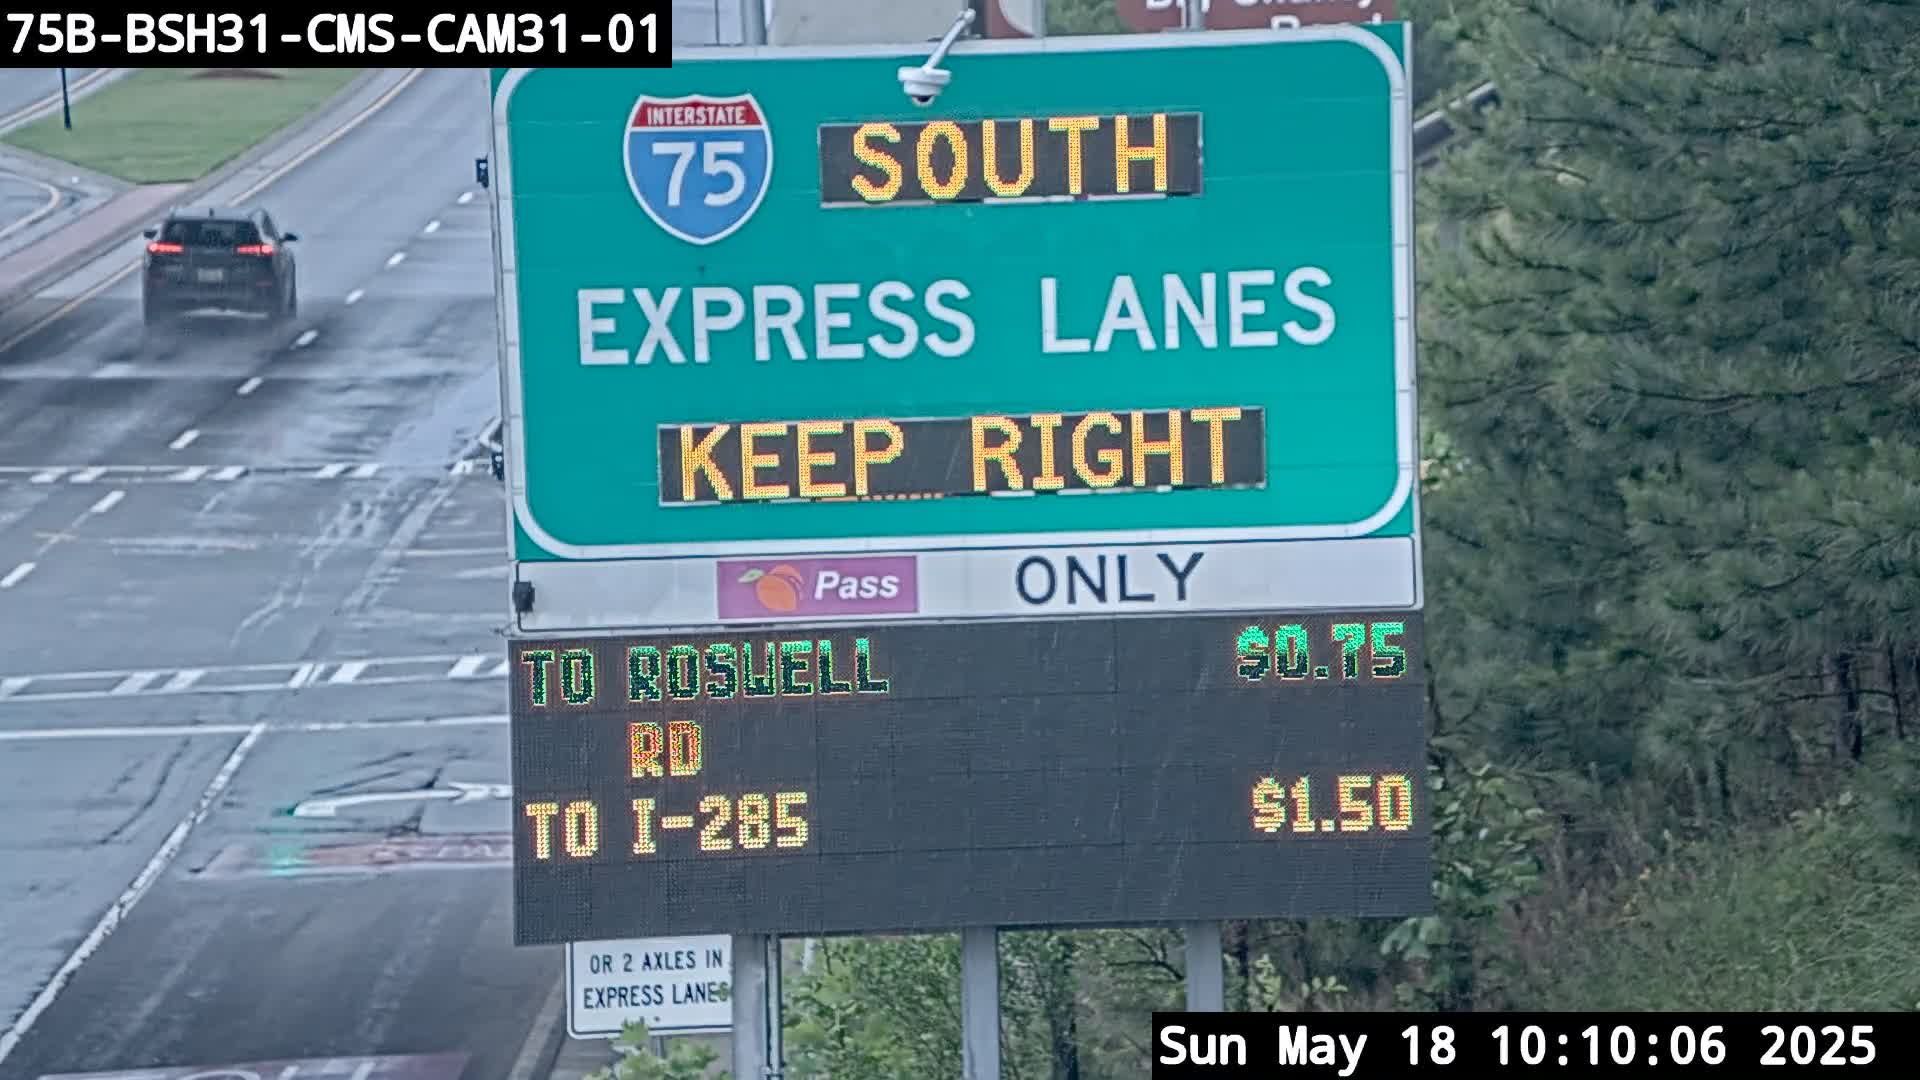 75B-BSH31-CMS-CAM31-01
Road
INTERSTATE
75
SOUTH
EXPRESS LANES
KEEP RIGHT
Pass ONLY
TO ROSWELL $0.75
RD
TO I-285 $1.50
OR 2 AXLES IN
EXPRESS LANES
Sun May 18 10:10:06 2025